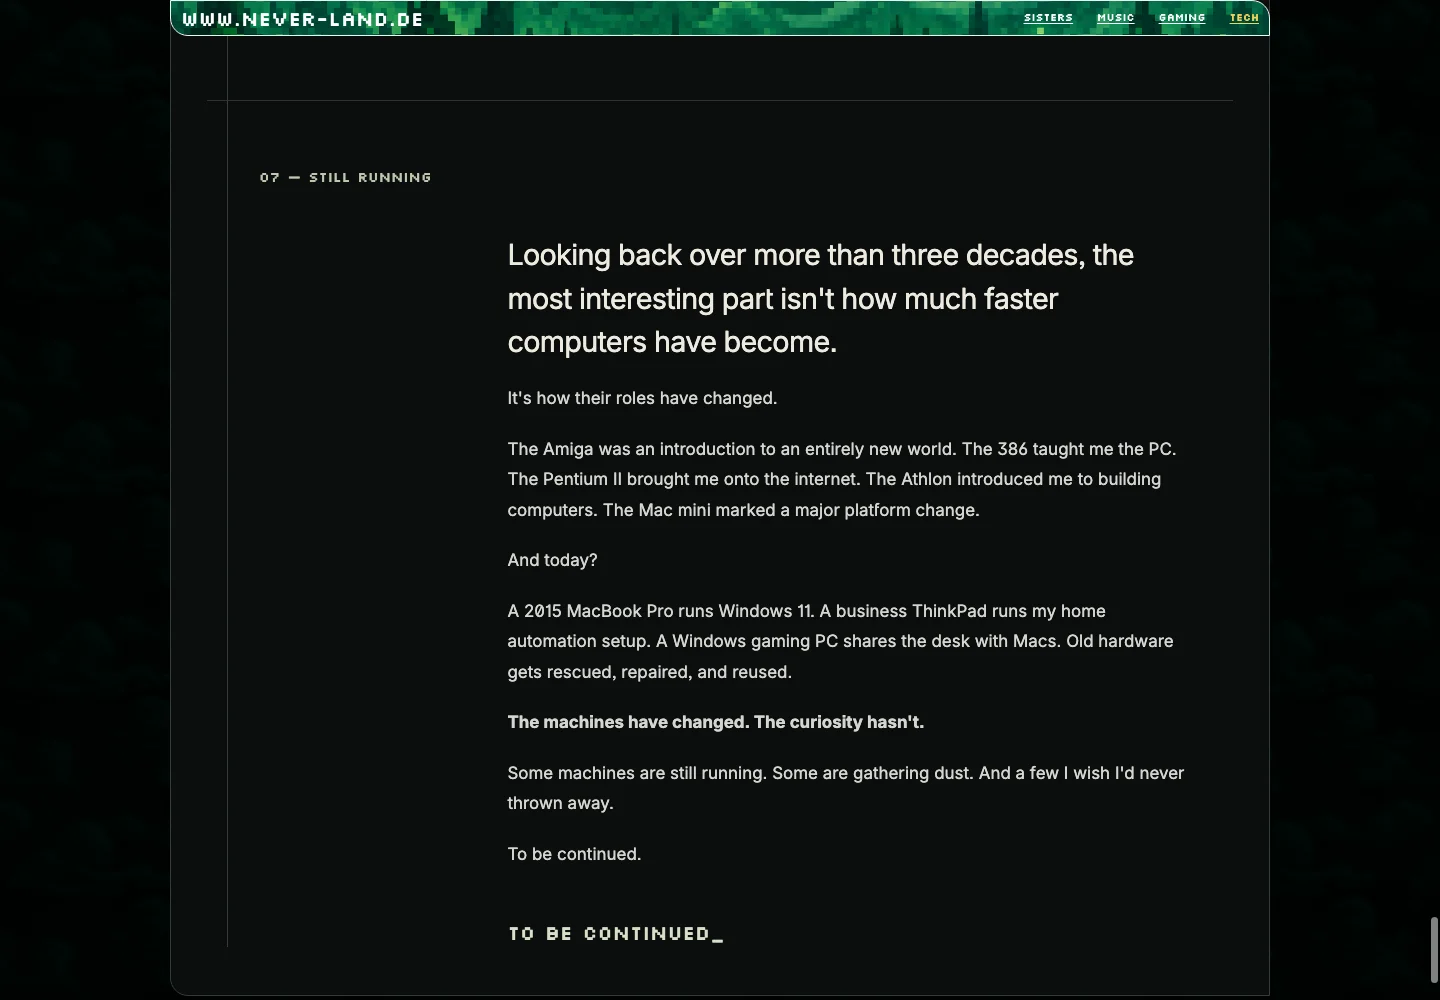 WWW.NEVER-LAND.DE
SISTERS MUSIC GAMING TECH
07 — STILL RUNNING
Looking back over more than three decades, the
most interesting part isn't how much faster
computers have become.
It's how their roles have changed.
The Amiga was an introduction to an entirely new world. The 386 taught me the PC.
The Pentium II brought me onto the internet. The Athlon introduced me to building
computers. The Mac mini marked a major platform change.
And today?
A 2015 MacBook Pro runs Windows 11. A business ThinkPad runs my home
automation setup. A Windows gaming PC shares the desk with Macs. Old hardware
gets rescued, repaired, and reused.
The machines have changed. The curiosity hasn't.
Some machines are still running. Some are gathering dust. And a few I wish I'd never
thrown away.
To be continued.
TO BE CONTINUED_